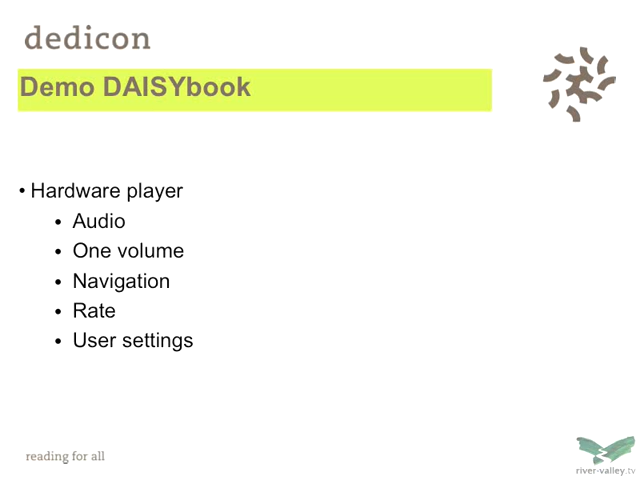 dedicon
Demo DAISYbook
• Hardware player
• Audio
• One volume
• Navigation
• Rate
• User settings
reading for all
river-valley.tv